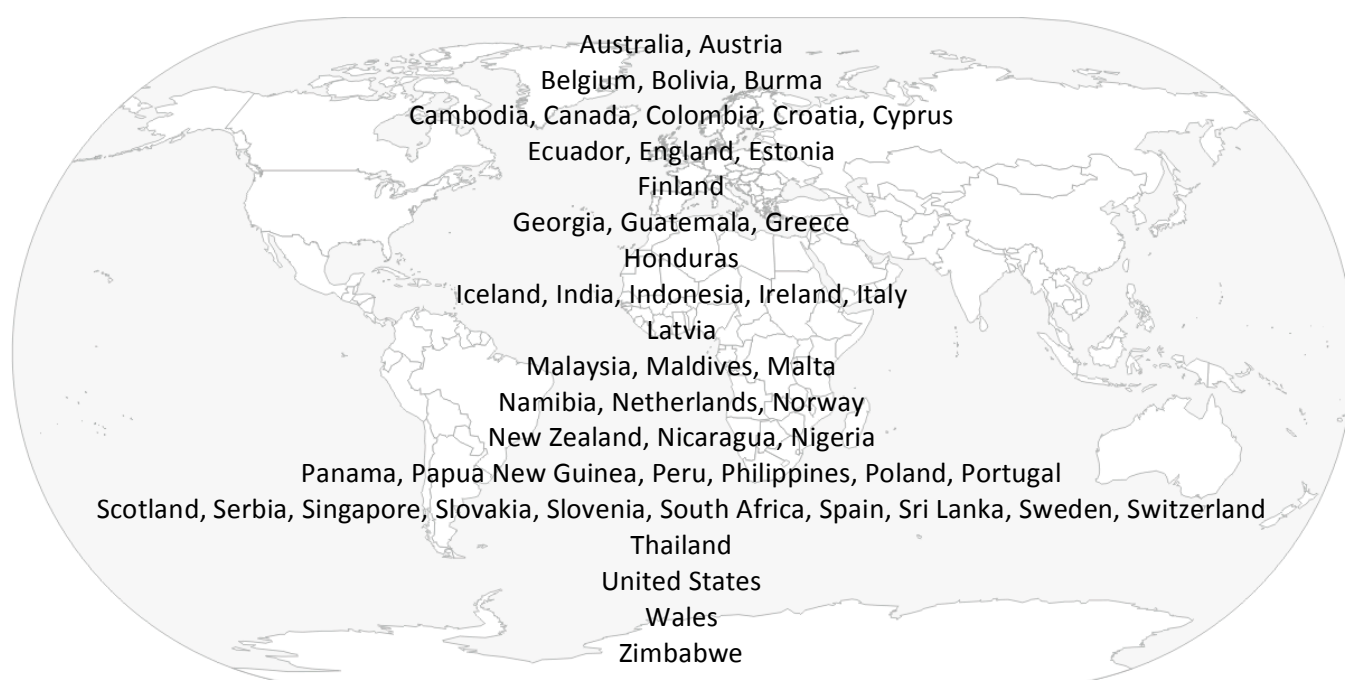 Australia, Austria
Belgium, Bolivia, Burma
Cambodia, Canada, Colombia, Croatia, Cyprus
Ecuador, England, Estonia
Finland
Georgia, Guatemala, Greece
Honduras
Iceland, India, Indonesia, Ireland, Italy
Latvia
Malaysia, Maldives, Malta
Namibia, Netherlands, Norway
New Zealand, Nicaragua, Nigeria
Panama, Papua New Guinea, Peru, Philippines, Poland, Portugal
Scotland, Serbia, Singapore, Slovakia, Slovenia, South Africa, Spain, Sri Lanka, Sweden, Switzerland
Thailand
United States
Wales
Zimbabwe